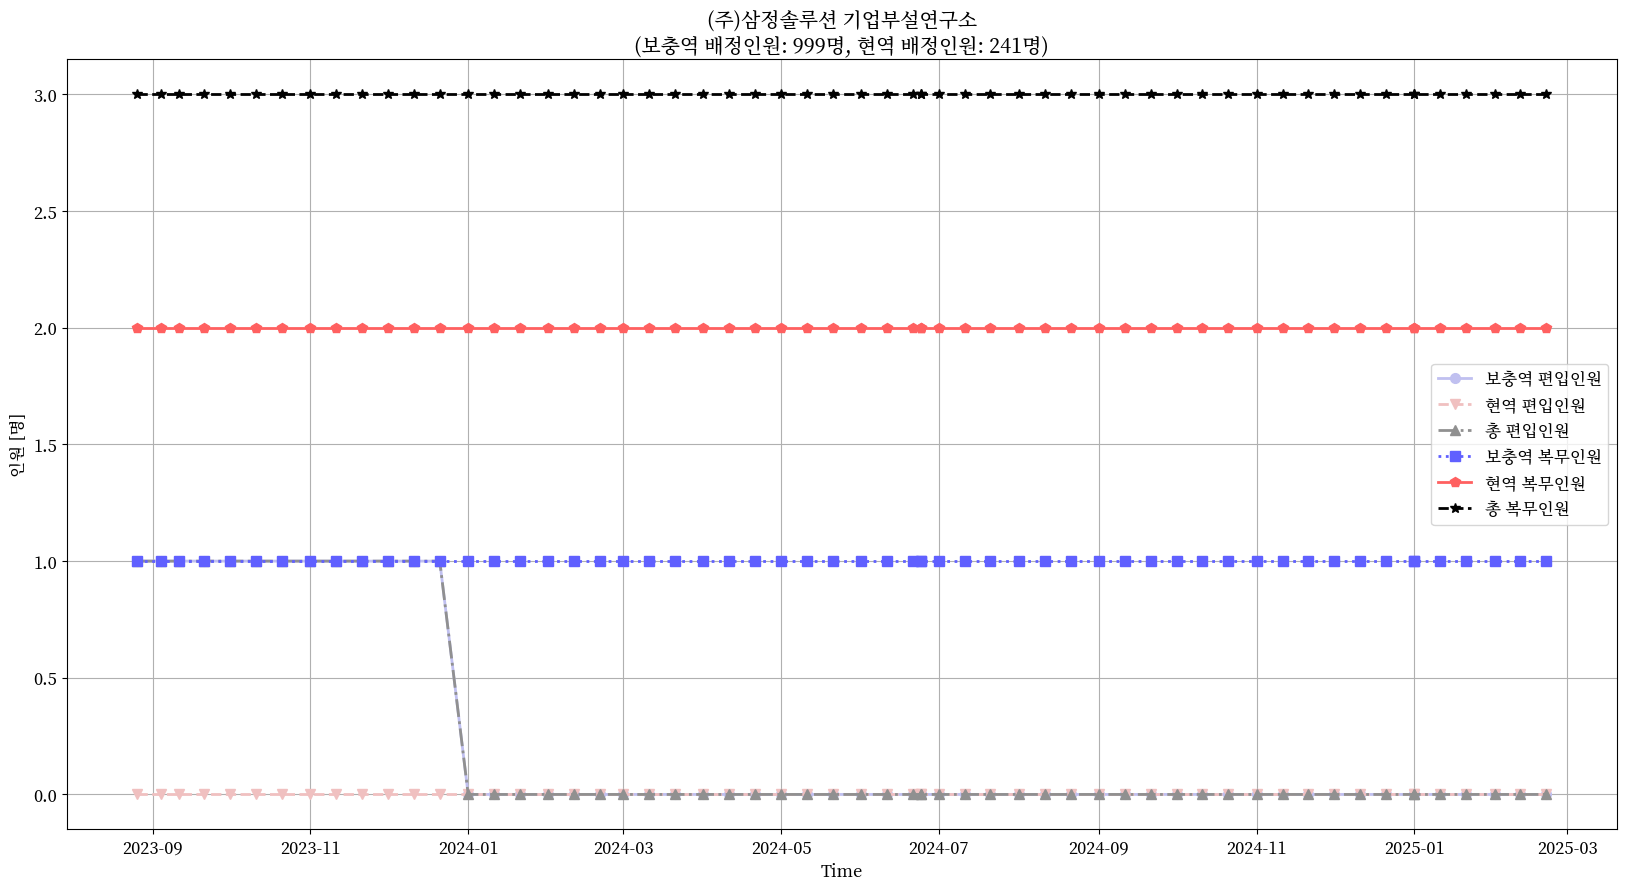 (주)삼정솔루션 기업부설연구소
(보충역 배정인원: 999명, 현역 배정인원: 241명)
3.0
2.5
2.0
1.5
1.0
0.5
0.0
인원 [명]
보충역 편입인원
현역 편입인원
총 편입인원
보충역 복무인원
현역 복무인원
총 복무인원
2023-09 2023-11 2024-01 2024-03 2024-05 2024-07 2024-09 2024-11 2025-01 2025-03
Time